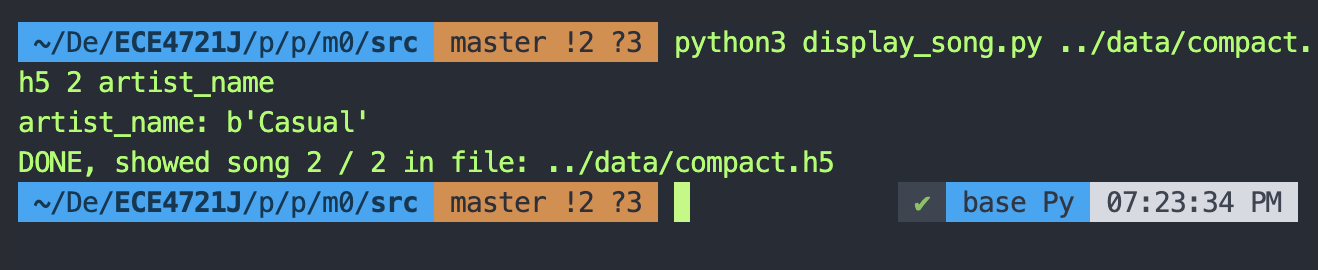 ~/De/ECE4721J/p/p/m0/src master !2 ?3 python3 display_song.py ../data/compact.
h5 2 artist_name
artist_name: b'Casual'
DONE, showed song 2 / 2 in file: ../data/compact.h5
~/De/ECE4721J/p/p/m0/src master !2 ?3 ✔ base Py 07:23:34 PM